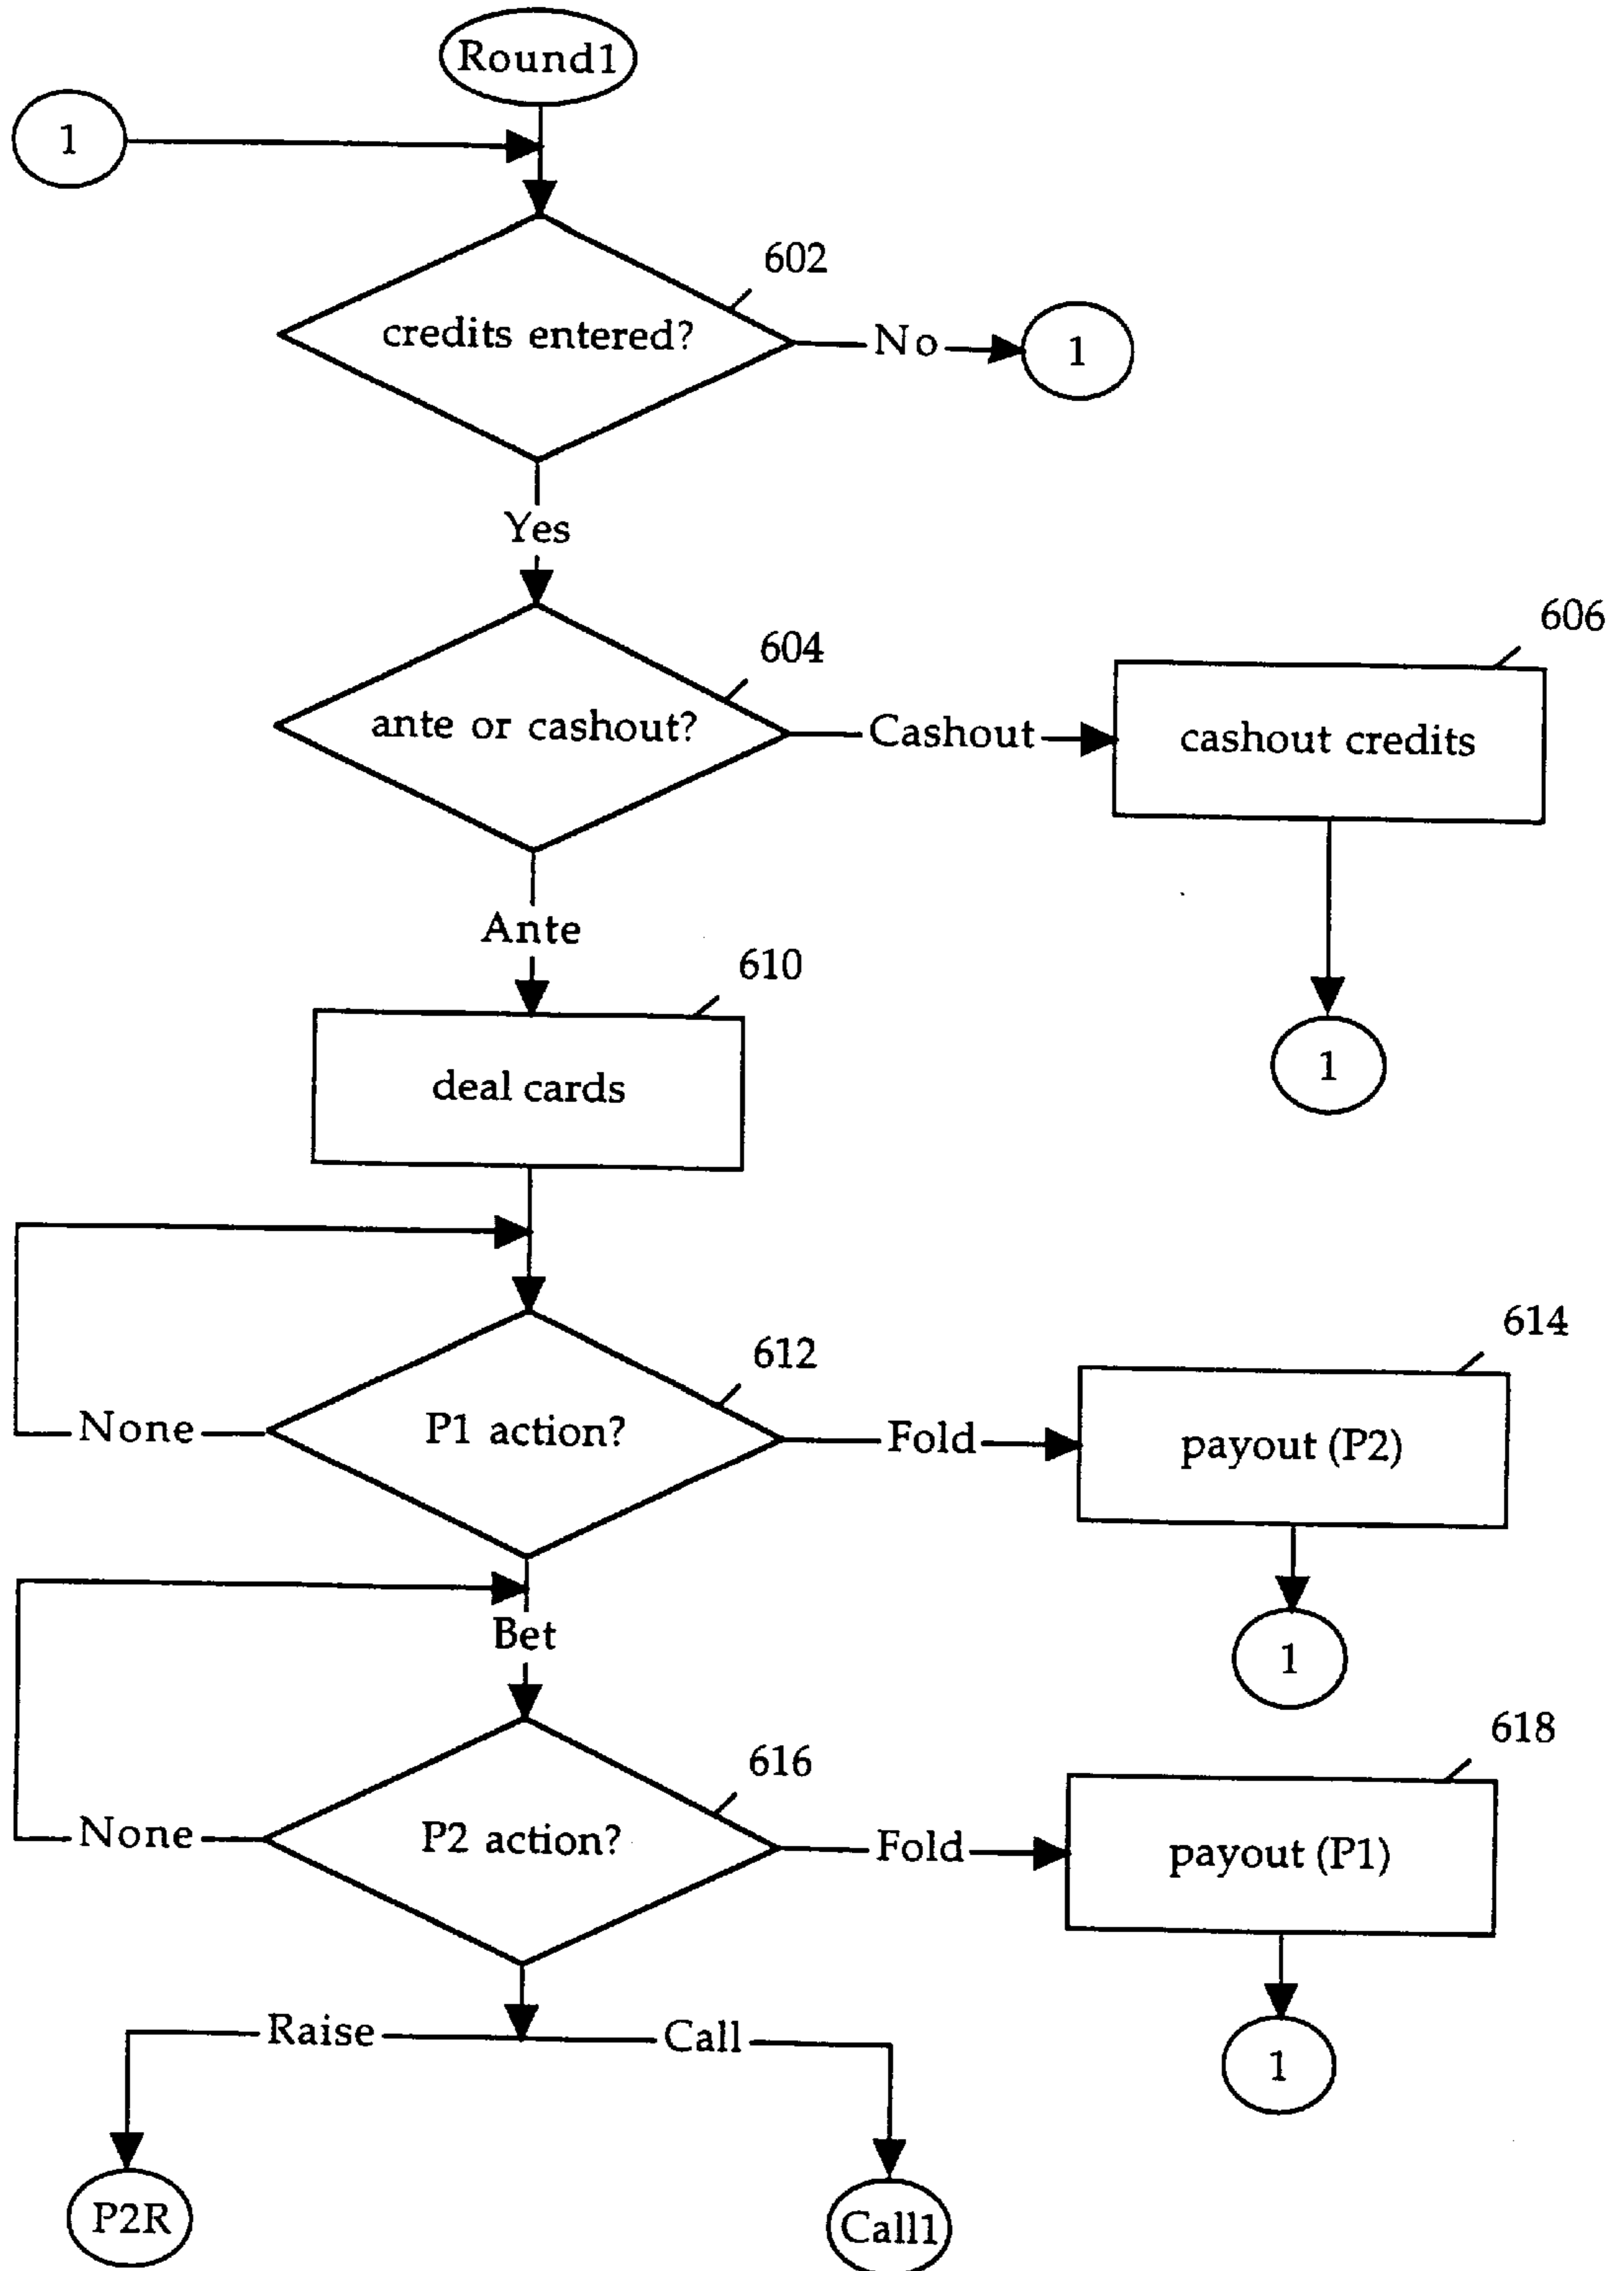 Round1
1
602
credits entered?
No
1
Yes
604
606
ante or cashout?
Cashout
cashout credits
Ante
610
1
deal cards
612
614
None
P1 action?
Fold
payout (P2)
Bet
1
616
618
None
P2 action?
Fold
payout (P1)
Raise
Call
1
P2R
Call1